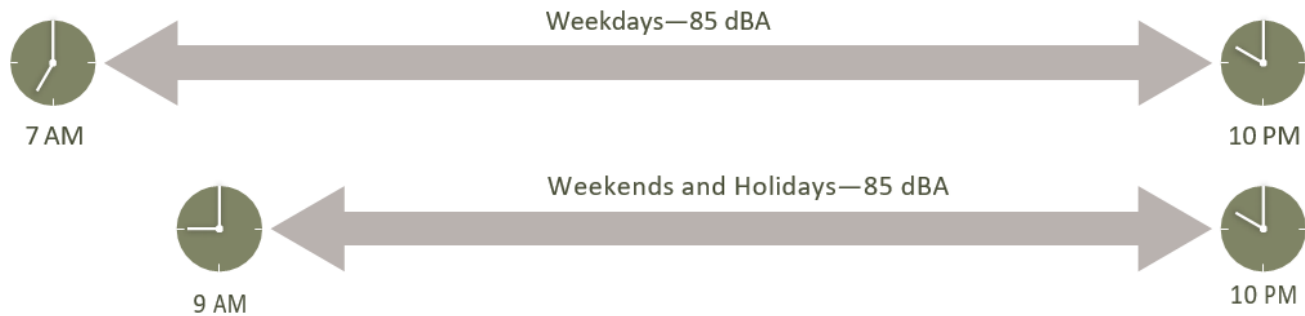 Weekdays—85 dBA
7 AM
10 PM
Weekends and Holidays—85 dBA
9 AM
10 PM